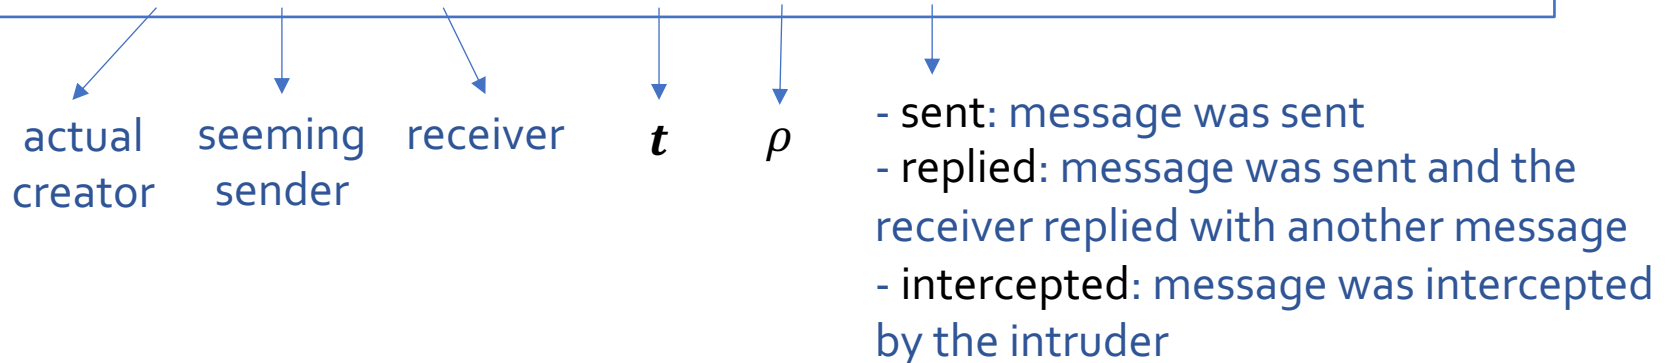 actual
creator
seeming
sender
receiver
t
ρ
- sent: message was sent
- replied: message was sent and the
receiver replied with another message
- intercepted: message was intercepted
by the intruder